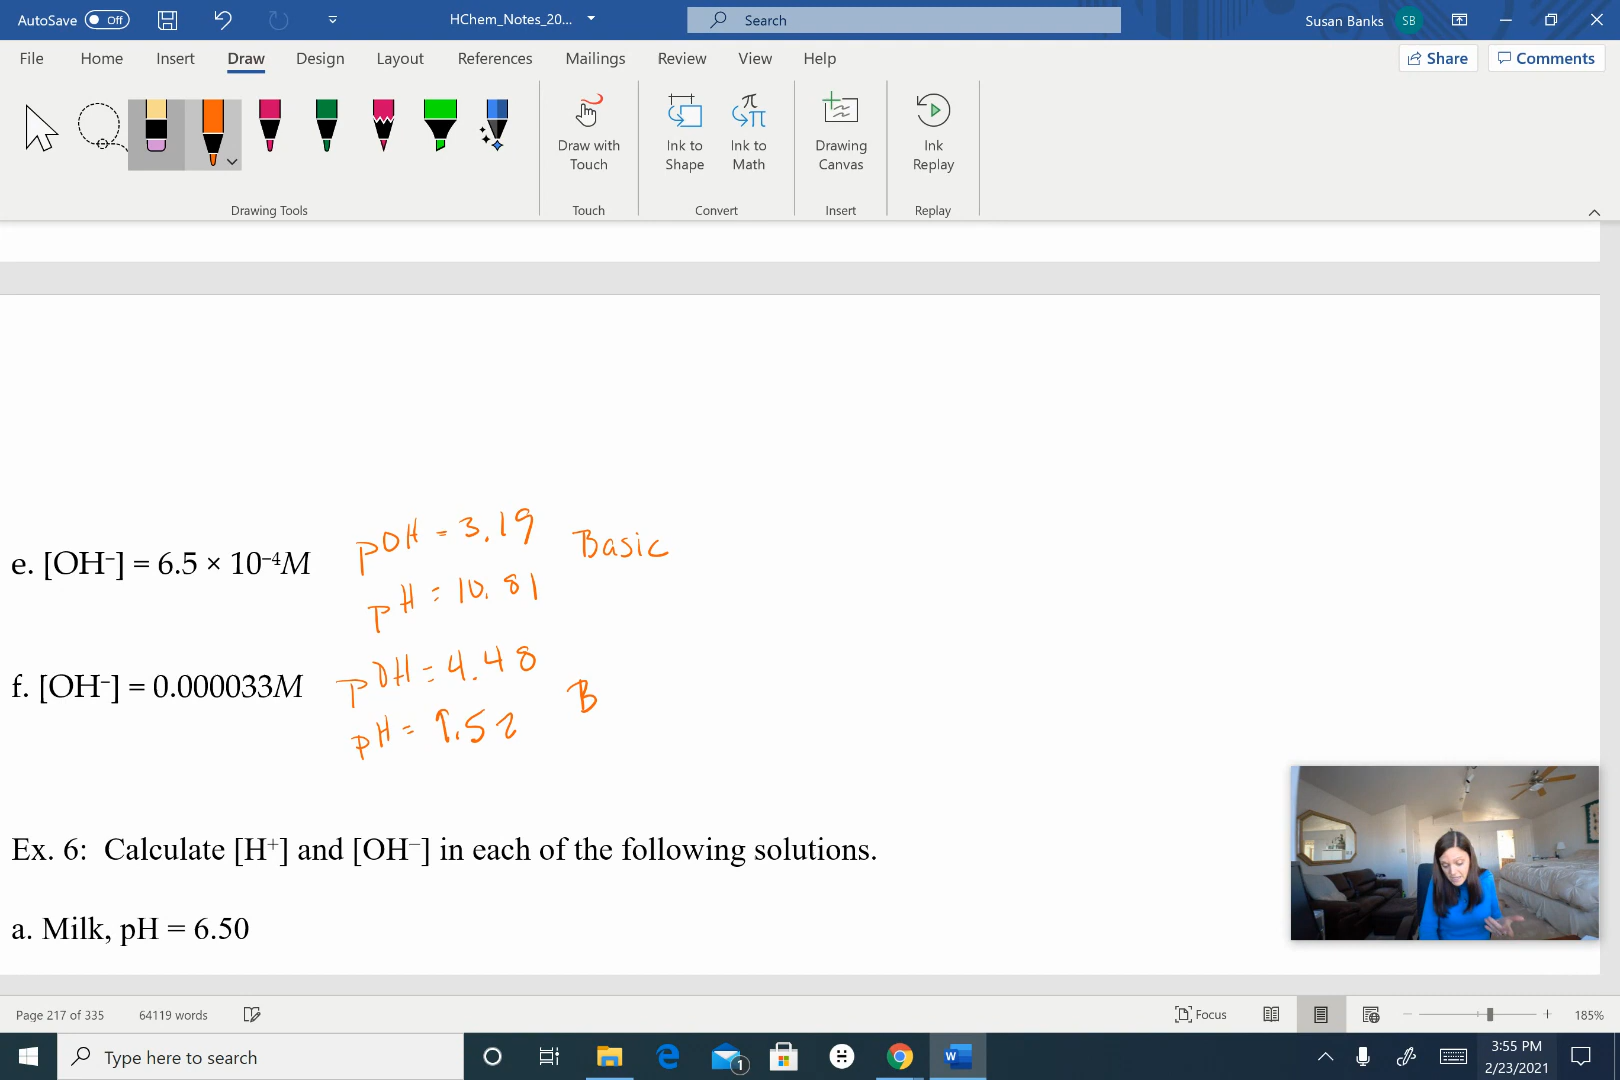 AutoSave Off HChem_Notes_20... Search Susan Banks SB
File Home Insert Draw Design Layout References Mailings Review View Help Share Comments
Draw with Touch Ink to Shape Ink to Math Drawing Canvas Ink Replay
Drawing Tools Touch Convert Insert Replay
pOH = 3.19 Basic
e. [OH⁻] = 6.5 × 10⁻⁴M
pH = 10.81
pOH = 4.48
f. [OH⁻] = 0.000033M B
pH = 9.52
Ex. 6: Calculate [H⁺] and [OH⁻] in each of the following solutions.
a. Milk, pH = 6.50
Page 217 of 335 64119 words Focus 185%
Type here to search 1 3:55 PM
2/23/2021